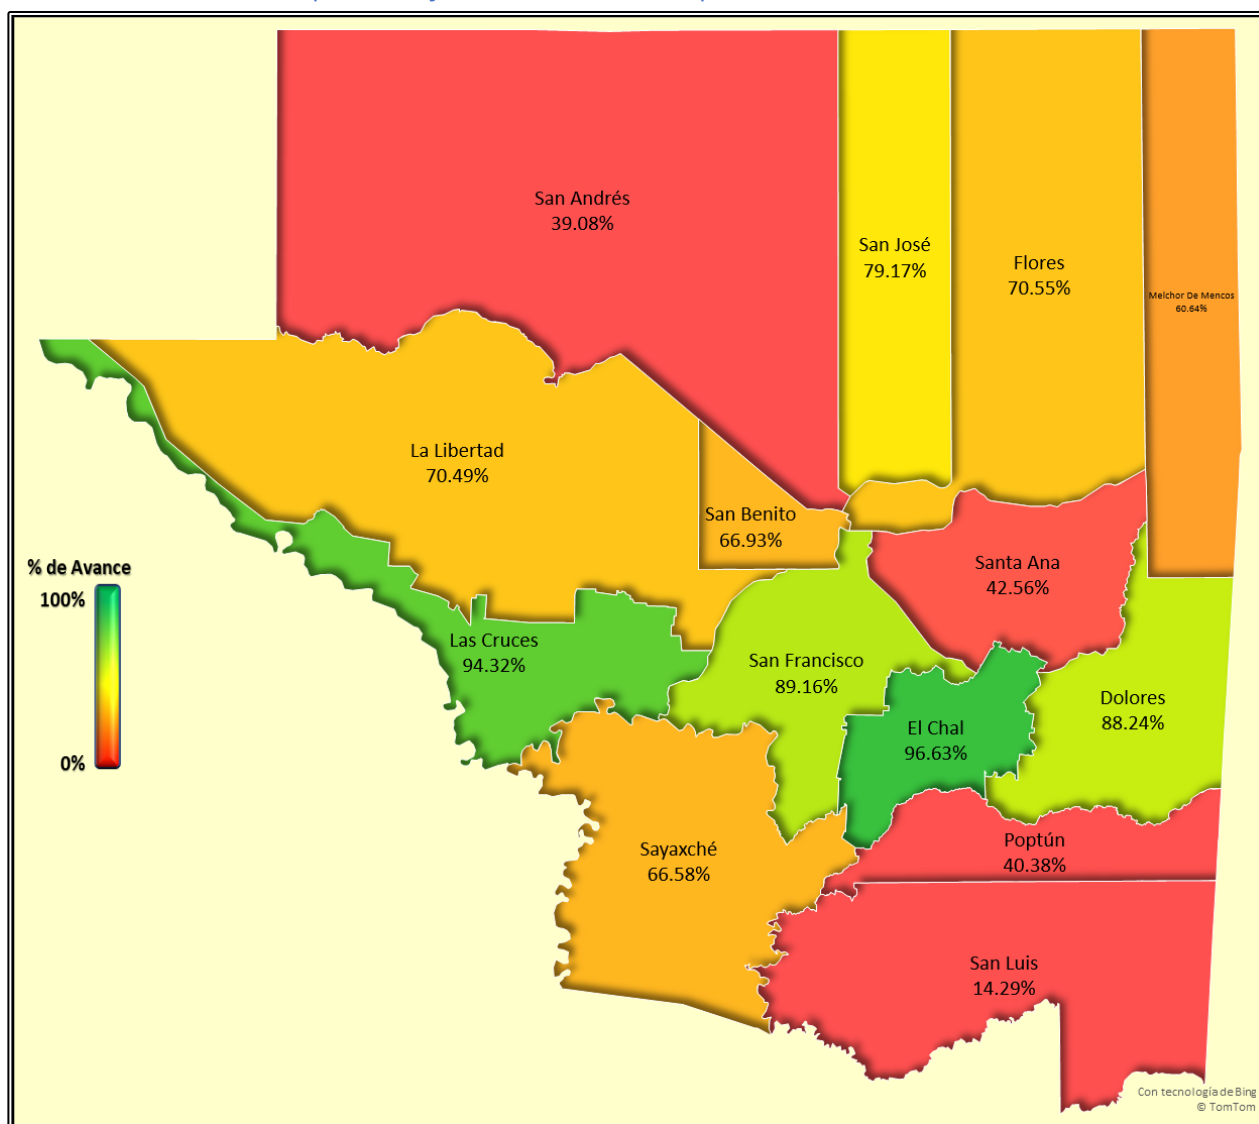 San Andrés
39.08%
San José
79.17%
Flores
70.55%
Melchor De Mencos
60.64%
La Libertad
70.49%
San Benito
66.93%
Santa Ana
42.56%
% de Avance
100%
0%
Las Cruces
94.32%
San Francisco
89.16%
El Chal
96.63%
Dolores
88.24%
Sayaxché
66.58%
Poptún
40.38%
San Luis
14.29%
Con tecnología de Bing
© TomTom